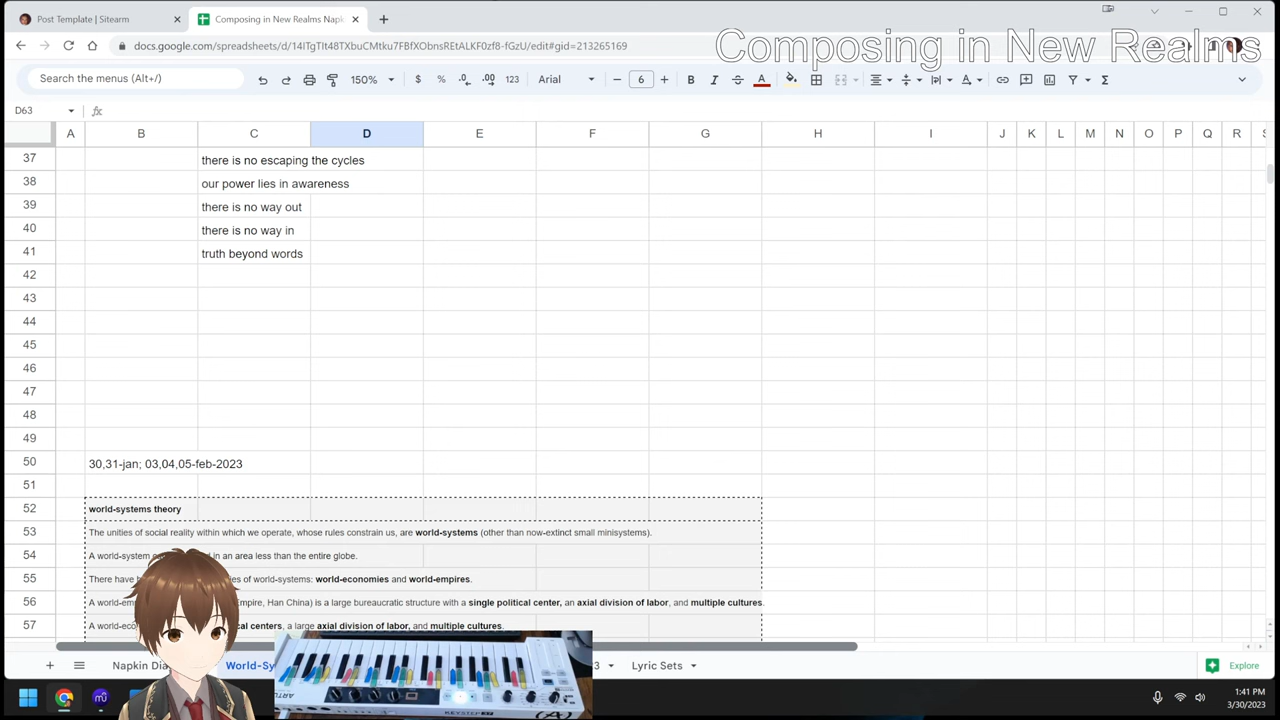 Post Template | Sitearm
Composing in New Realms Napk
docs.google.com/spreadsheets/d/14ITgTIt48TXbuCMtku7FBfXObnsREtALKF0zf8-fGzU/edit#gid=213265169
Composing in New Realms
Search the menus (Alt+/)
150%
$
%
.0
.00
123
Arial
6
B
I
A
D63
fx
A B C D E F G H I J K L M N O P Q R S
37 there is no escaping the cycles
38 our power lies in awareness
39 there is no way out
40 there is no way in
41 truth beyond words
42
43
44
45
46
47
48
49
50 30,31-jan; 03,04,05-feb-2023
51
52 world-systems theory
53 The unities of social reality within which we operate, whose rules constrain us, are world-systems (other than now-extinct small minisystems).
54 A world-system in an area less than the entire globe.
55 There have of world-systems: world-economies and world-empires.
56 A world-em Empire, Han China) is a large bureaucratic structure with a single political center, an axial division of labor, and multiple cultures.
57 A world-eco cal centers, a large axial division of labor, and multiple cultures.
Napkin Dia
World-Sy
3
Lyric Sets
Explore
KEYSTEP 37
1:41 PM
3/30/2023